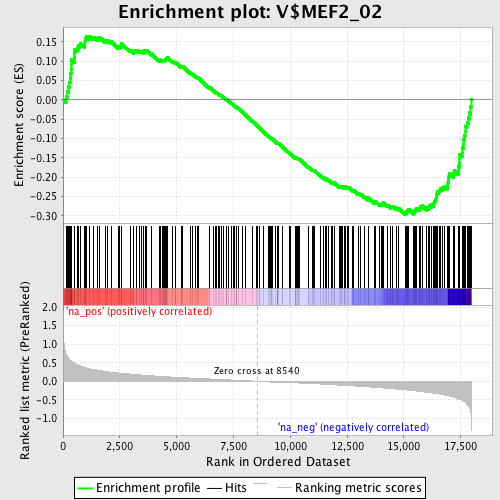 Enrichment plot: V$MEF2_02
Enrichment score (ES)
0.15
0.10
0.05
0.00
-0.05
-0.10
-0.15
-0.20
-0.25
-0.30
'na_pos' (positively correlated)
Ranked list metric (PreRanked)
2.0
1.5
1.0
0.5
0.0
-0.5
-1.0
Zero cross at 8540
'na_neg' (negatively correlated)
0
2,500
5,000
7,500
10,000
12,500
15,000
17,500
Rank in Ordered Dataset
Enrichment profile
Hits
Ranking metric scores